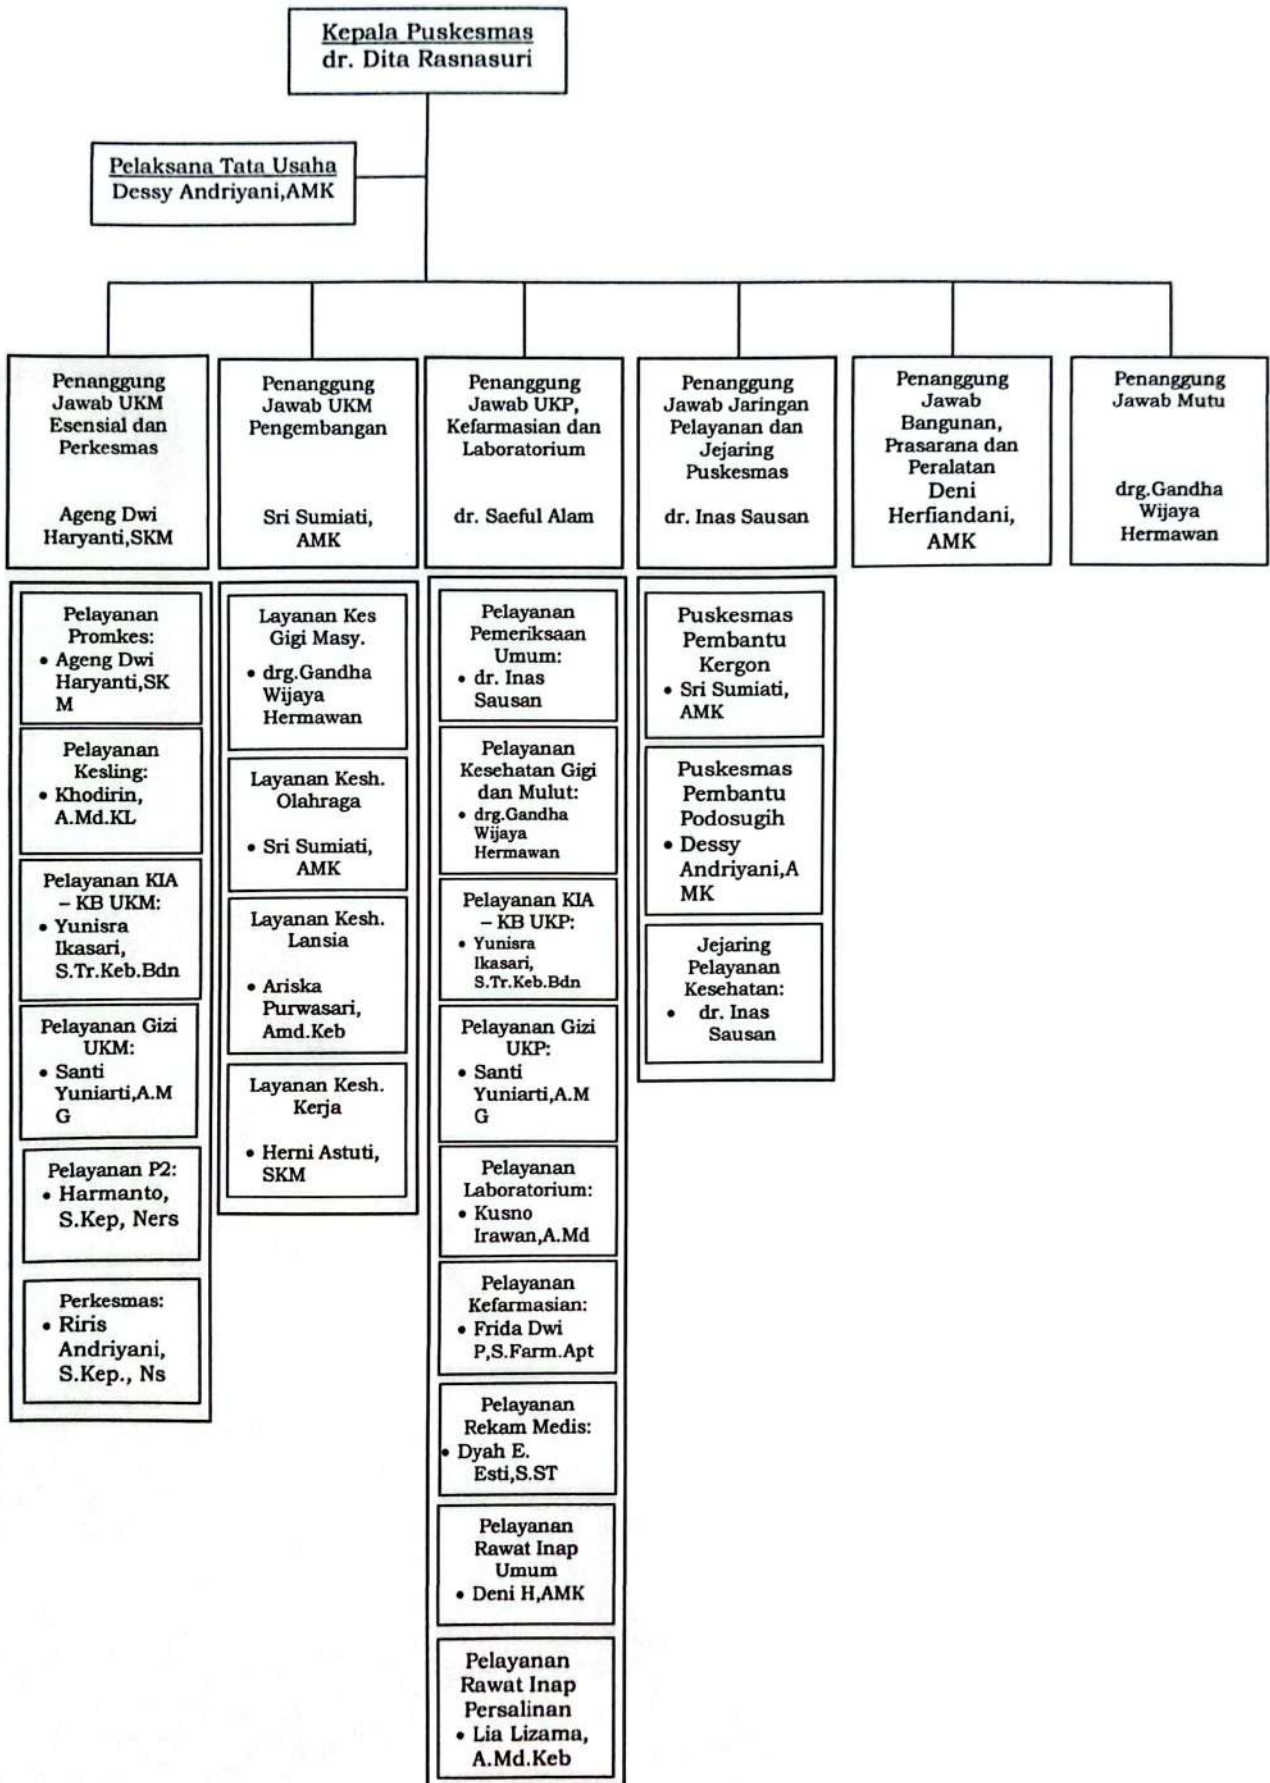 Kepala Puskesmas
dr. Dita Rasnasuri
Pelaksana Tata Usaha
Dessy Andriyani,AMK
Penanggung
Jawab UKM
Esensial dan
Perkesmas
Ageng Dwi
Haryanti,SKM
Penanggung
Jawab UKM
Pengembangan
Sri Sumiati,
AMK
Penanggung
Jawab UKP,
Kefarmasian dan
Laboratorium
dr. Saeful Alam
Penanggung
Jawab Jaringan
Pelayanan dan
Jejaring
Puskesmas
dr. Inas Sausan
Penanggung
Jawab
Bangunan,
Prasarana dan
Peralatan
Deni
Herfiandani,
AMK
Penanggung
Jawab Mutu
drg.Gandha
Wijaya
Hermawan
Pelayanan
Promkes:
• Ageng Dwi
Haryanti,SK
M
Pelayanan
Kesling:
• Khodirin,
A.Md.KL
Pelayanan KIA
– KB UKM:
• Yunisra
Ikasari,
S.Tr.Keb.Bdn
Pelayanan Gizi
UKM:
• Santi
Yuniarti,A.M
G
Pelayanan P2:
• Harmanto,
S.Kep, Ners
Perkesmas:
• Riris
Andriyani,
S.Kep., Ns
Layanan Kes
Gigi Masy.
• drg.Gandha
Wijaya
Hermawan
Layanan Kesh.
Olahraga
• Sri Sumiati,
AMK
Layanan Kesh.
Lansia
• Ariska
Purwasari,
Amd.Keb
Layanan Kesh.
Kerja
• Herni Astuti,
SKM
Pelayanan
Pemeriksaan
Umum:
• dr. Inas
Sausan
Pelayanan
Kesehatan Gigi
dan Mulut:
• drg.Gandha
Wijaya
Hermawan
Pelayanan KIA
– KB UKP:
• Yunisra
Ikasari,
S.Tr.Keb.Bdn
Pelayanan Gizi
UKP:
• Santi
Yuniarti,A.M
G
Pelayanan
Laboratorium:
• Kusno
Irawan,A.Md
Pelayanan
Kefarmasian:
• Frida Dwi
P,S.Farm.Apt
Pelayanan
Rekam Medis:
• Dyah E.
Esti,S.ST
Pelayanan
Rawat Inap
Umum
• Deni H,AMK
Pelayanan
Rawat Inap
Persalinan
• Lia Lizama,
A.Md.Keb
Puskesmas
Pembantu
Kergon
• Sri Sumiati,
AMK
Puskesmas
Pembantu
Podosugih
• Dessy
Andriyani,A
MK
Jejaring
Pelayanan
Kesehatan:
• dr. Inas
Sausan